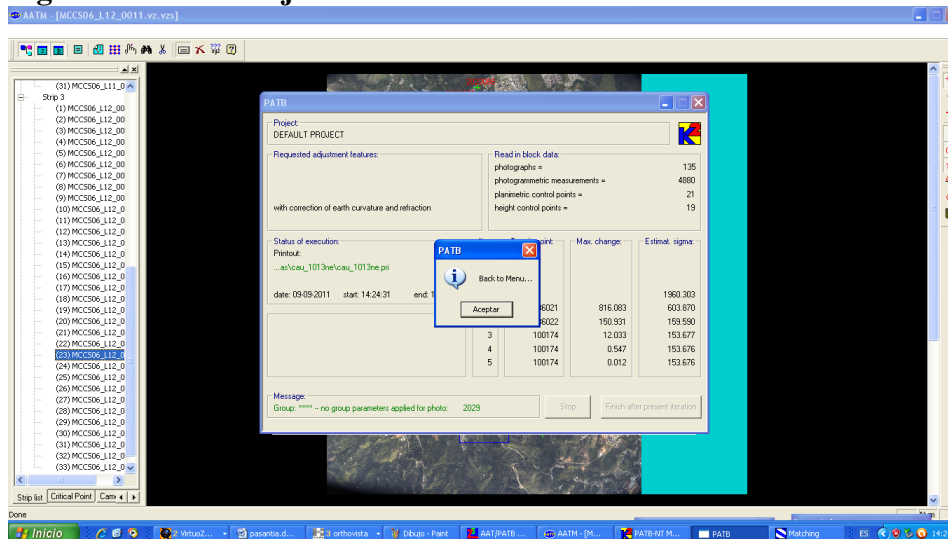 AATM - [MCCS06_L12_0011.vz.vzs]
(31) MCCS06_L11_0
Strip 3
(1) MCCS06_L12_00
(2) MCCS06_L12_00
(3) MCCS06_L12_00
(4) MCCS06_L12_00
(5) MCCS06_L12_00
(6) MCCS06_L12_00
(7) MCCS06_L12_00
(8) MCCS06_L12_00
(9) MCCS06_L12_00
(10) MCCS06_L12_0
(11) MCCS06_L12_0
(12) MCCS06_L12_0
(13) MCCS06_L12_0
(14) MCCS06_L12_0
(15) MCCS06_L12_0
(16) MCCS06_L12_0
(17) MCCS06_L12_0
(18) MCCS06_L12_0
(19) MCCS06_L12_0
(20) MCCS06_L12_0
(21) MCCS06_L12_0
(22) MCCS06_L12_0
(23) MCCS06_L12_0
(24) MCCS06_L12_0
(25) MCCS06_L12_0
(26) MCCS06_L12_0
(27) MCCS06_L12_0
(28) MCCS06_L12_0
(29) MCCS06_L12_0
(30) MCCS06_L12_0
(31) MCCS06_L12_0
(32) MCCS06_L12_0
(33) MCCS06_L12_0
Strip list Critical Point Cam
Done
PATB
Project:
DEFAULT PROJECT
Requested adjustment features:
with correction of earth curvature and refraction
Read in block data:
photographs = 135
photogrammetric measurements = 4880
planimetric control points = 21
height control points = 19
Status of execution:
Printout:
...as\cau_1013ne\cau_1013ne.pri
date: 09-09-2011 start: 14:24:31 end: 1
point: Max. change: Estimat. sigma:
1960.303
6021 816.083 603.870
6022 150.931 159.590
3 100174 12.033 153.677
4 100174 0.547 153.676
5 100174 0.012 153.676
PATB
Back to Menu...
Aceptar
Message:
Group: **** -- no group parameters applied for photo: 2029
Stop Finish after present iteration
Inicio 2 VirtuoZ... pasantia.d... 3 orthovista Dibujo - Paint AAT/PATB ... AATM - [M... PATB-NT M... PATB Matching ES 14:2